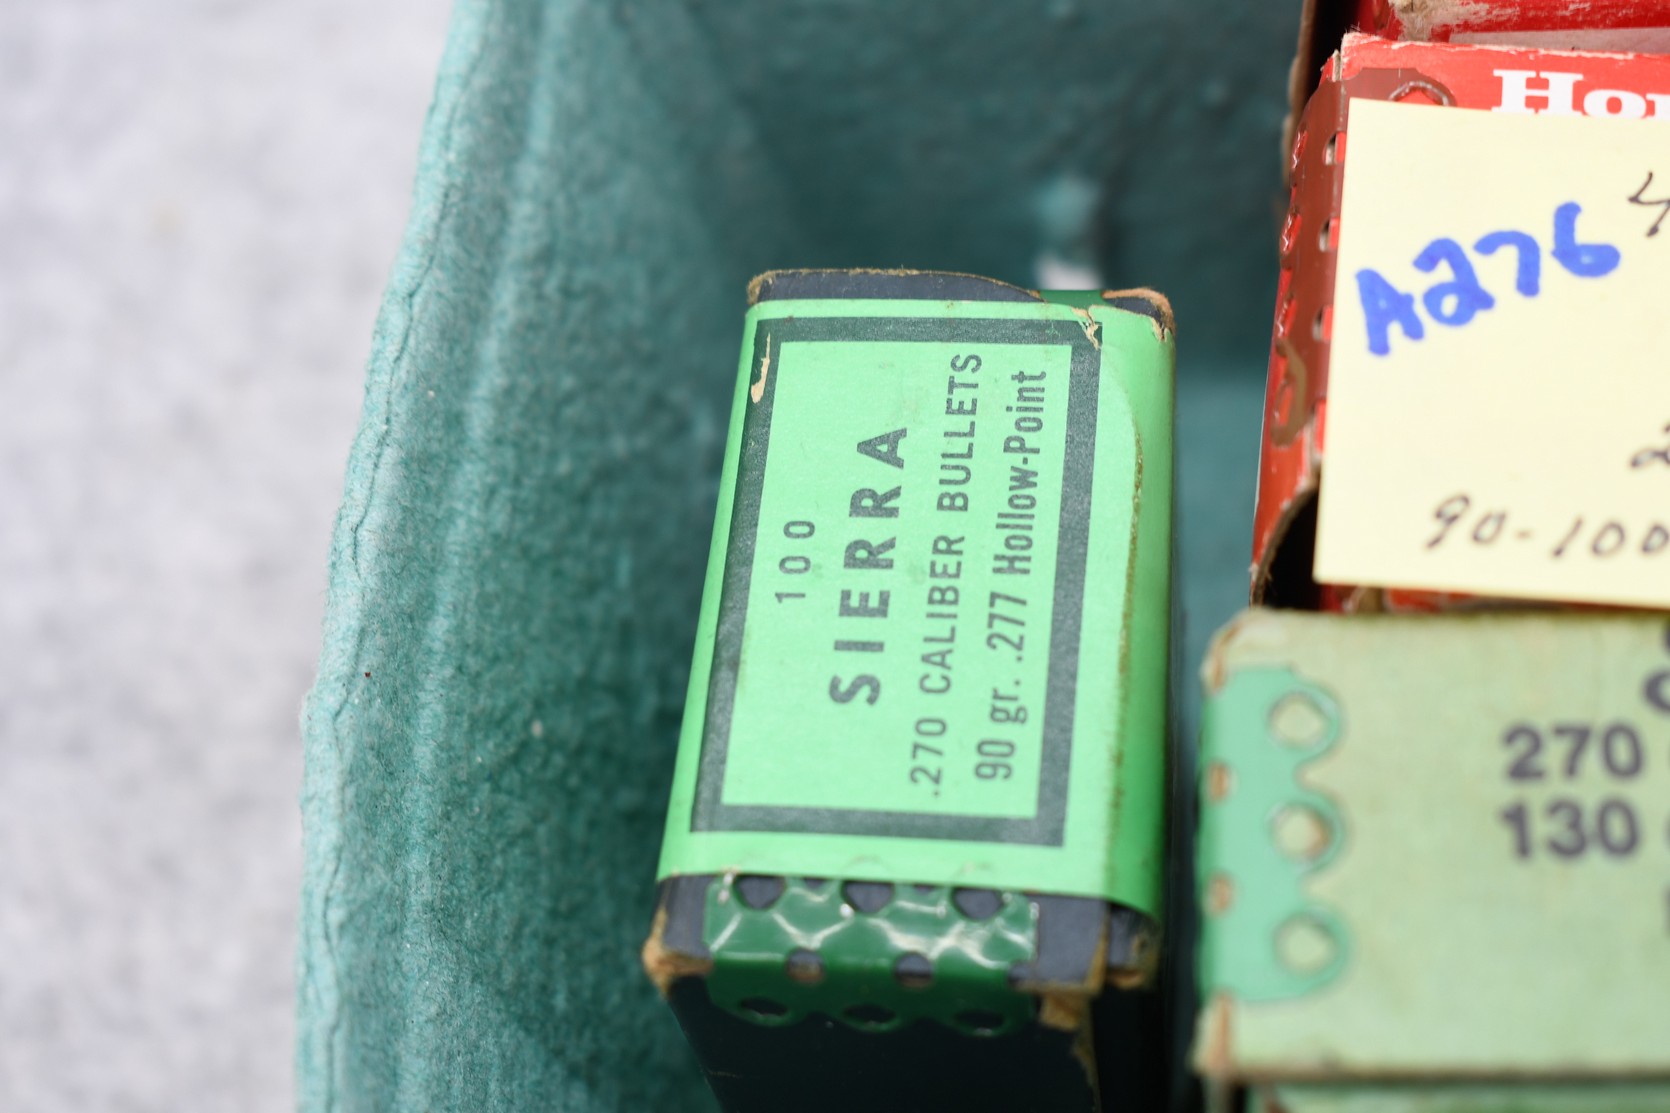 100
SIERRA
.270 CALIBER BULLETS
90 gr. .277 Hollow-Point
A276
90-100
270
130